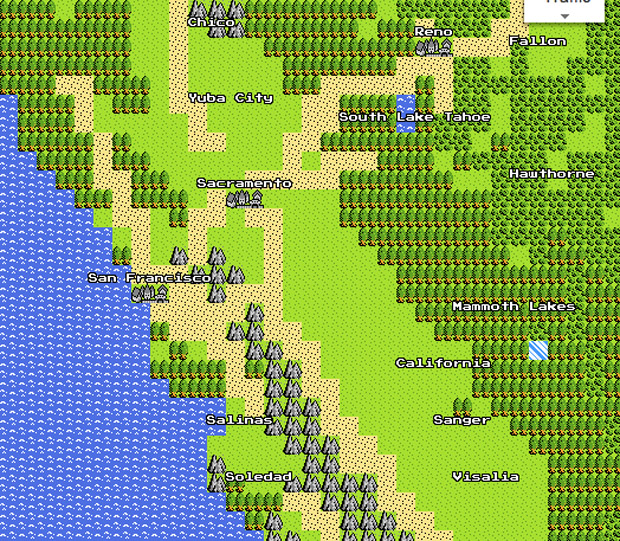 Traffic
Chico
Reno
Fallon
Yuba City
South Lake Tahoe
Hawthorne
Sacramento
San Francisco
Mammoth Lakes
California
Salinas
Sanger
Soledad
Visalia